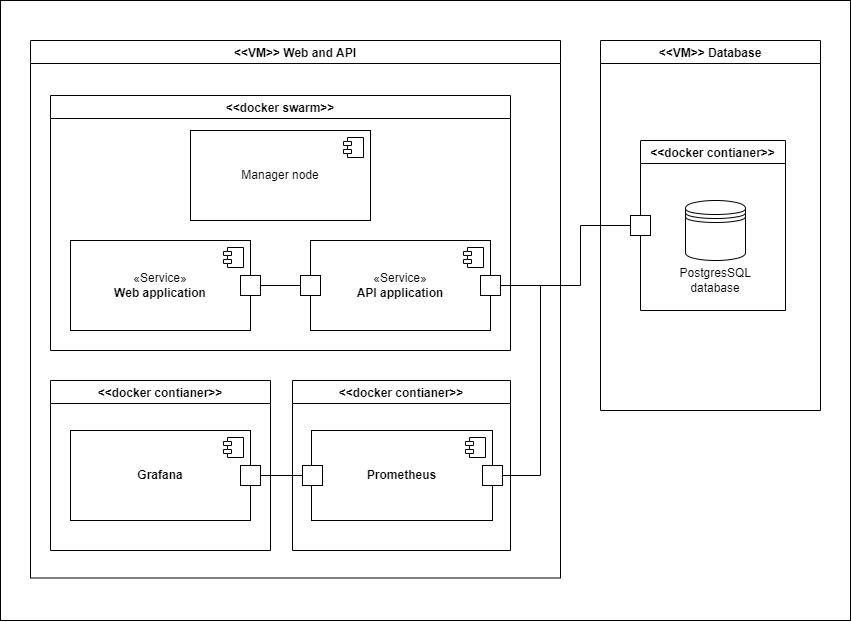 <<VM>> Web and API
<<VM>> Database
<<docker swarm>>
Manager node
<<docker contianer>>
«Service»
Web application
«Service»
API application
PostgresSQL
database
<<docker contianer>>
<<docker contianer>>
Grafana
Prometheus